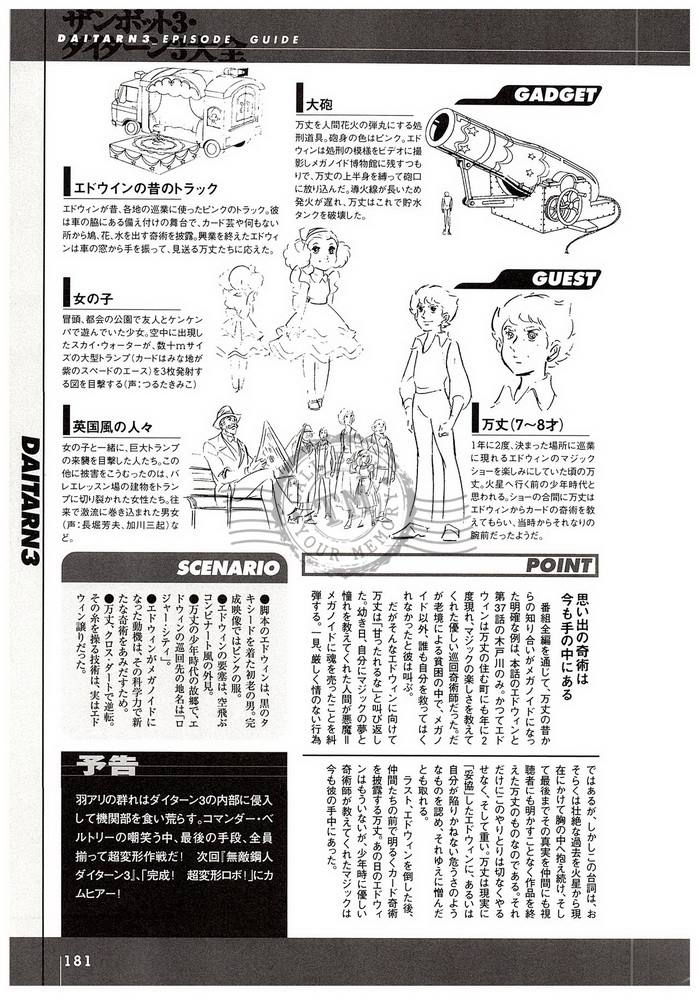 ザンボット3・
ダイターン3大全
DAITARN3 EPISODE GUIDE
GADGET
大砲
万丈を人間花火の弾丸にする処
刑道具。砲身の色はピンク。エド
ウィンは処刑の模様をビデオに撮
影しメガノイド博物館に残すつも
りで、万丈の上半身を縛って砲口
に放り込んだ。導火線が長いため
発火が遅れ、万丈はこれで貯水
タンクを破壊した。
エドウインの昔のトラック
エドウィンが昔、各地の巡業に使ったピンクのトラック。彼
は車の脇にある備え付けの舞台で、カード芸や何もない
所から鳩、花、水を出す奇術を披露。興業を終えたエドウィ
ンは車の窓から手を振って、見送る万丈たちに応えた。
GUEST
女の子
冒頭、都会の公園で友人とケンケン
パで遊んでいた少女。空中に出現し
たスカイ・ウォーターが、数十mサイ
ズの大型トランプ(カードはみな地が
紫のスペードのエース)を3枚発射す
る図を目撃する(声:つるたきみこ)
英国風の人々
女の子と一緒に、巨大トランプ
の来襲を目撃した人たち。この
他に被害をこうむったのは、バ
レエレッスン場の建物をトラン
プに切り裂かれた女性たち。往
来で激流に巻き込まれた男女
(声:長堀芳夫、加川三起)な
ど。
万丈(7〜8才)
1年に2度、決まった場所に巡業
に現れるエドウィンのマジック
ショーを楽しみにしていた頃の万
丈。火星へ行く前の少年時代と
思われる。ショーの合間に万丈は
エドウィンからカードの奇術を教
えてもらい、当時からそれなりの
腕前だったようだ。
DAITARN3
POINT
思い出の奇術は
今も手の中にある
番組全編を通じて、万丈の昔か
らの知り合いがメガノイドになっ
た明確な例は、本話のエドウィンと
第37話の木戸川のみ。かつてエド
ウィンは万丈の住む町にも年に2
度現れ、マジックの楽しさを教えて
くれた優しい巡回奇術師だった。だ
が老境による貧困の中で、メガノ
イド以外、誰も自分を救ってはく
れなかったと彼は叫ぶ。
だがそんなエドウィンに向けて
万丈は「甘ったれるな」と叫び返し
た。幼き日、自分にマジックの夢と
憧れを教えてくれた人間が悪魔＝
メガノイドに魂を売ったことを糾
弾する。一見、厳しく情のない行為
ではあるが、しかしこの台詞は、お
そらくは壮絶な過去を火星から現
在にかけて胸の中へ抱え続け、そし
て最後までその真実を仲間にも視
聴者にも明かすことなく作品を終
えた万丈のものなのである。それ
だけにこのやりとりは切なくやる
せなく、そして重い。万丈は現実に
「妥協」したエドウィンに、あるいは
自分が陥りかねない危うさのよう
なものを認め、それゆえに憎んだ
とも取れる。
ラスト、エドウィンを倒した後、
仲間たちの前で明るくカード奇術
を披露する万丈。あの日のエドウィ
ンはもういないが、少年時に優しい
奇術師が教えてくれたマジックは
今も彼の手中にあった。
SCENARIO
●脚本のエドウィンは、黒のタ
キシードを着た初老の男。完
成映像ではピンクの服。
●エドウィンの要塞は、空飛ぶ
コンビナート風の外見。
●万丈の少年時代の故郷で、エ
ドウィンの巡回先の地名は「ロ
ジャー・シティ」。
●エドウィンがメガノイドに
なった動機は、その科学力で新
たな奇術をあみだすため。
●万丈、クロス・ダートで逆転。
その糸を操る技術は、実はエド
ウィン譲りだった。
予告
羽アリの群れはダイターン3の内部に侵入
して機関部を食い荒らす。コマンダー・ベ
ルトリーの嘲笑う中、最後の手段、全員
揃って超変形作戦だ！　次回『無敵鋼人
ダイターン3』、「完成！　超変形ロボ！」にカ
ムヒアー！
181